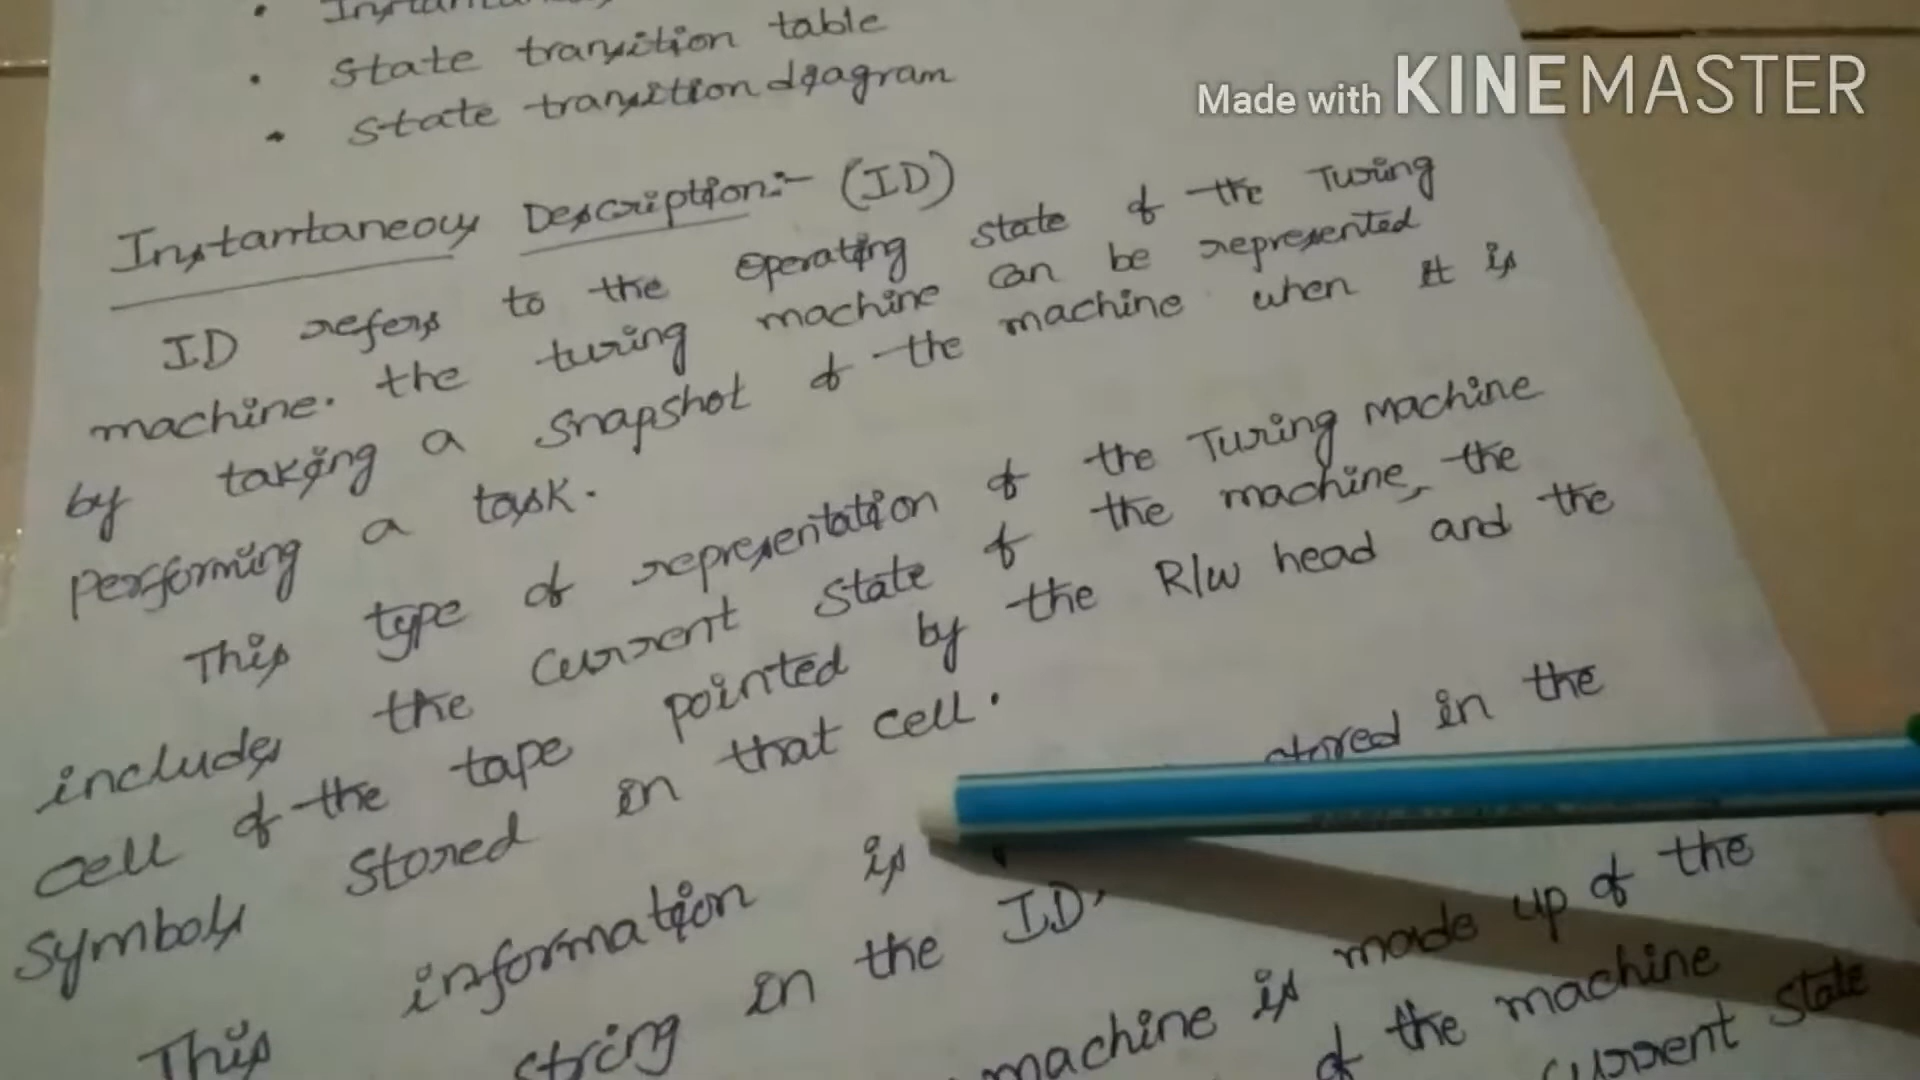 state transition table
state transition diagram
Made with KINEMASTER
Instantaneous Description:- (ID)
ID refers to the operating state of the Turing
machine. the turing machine can be represented
by taking a snapshot of the machine when it is
performing a task.
This type of representation of the Turing Machine
includes the current state of the machine, the
cell of the tape pointed by the R/W head and the
symbols stored in that cell.
This information is stored in the
string in the ID.
machine is made up of the
of the machine
current state